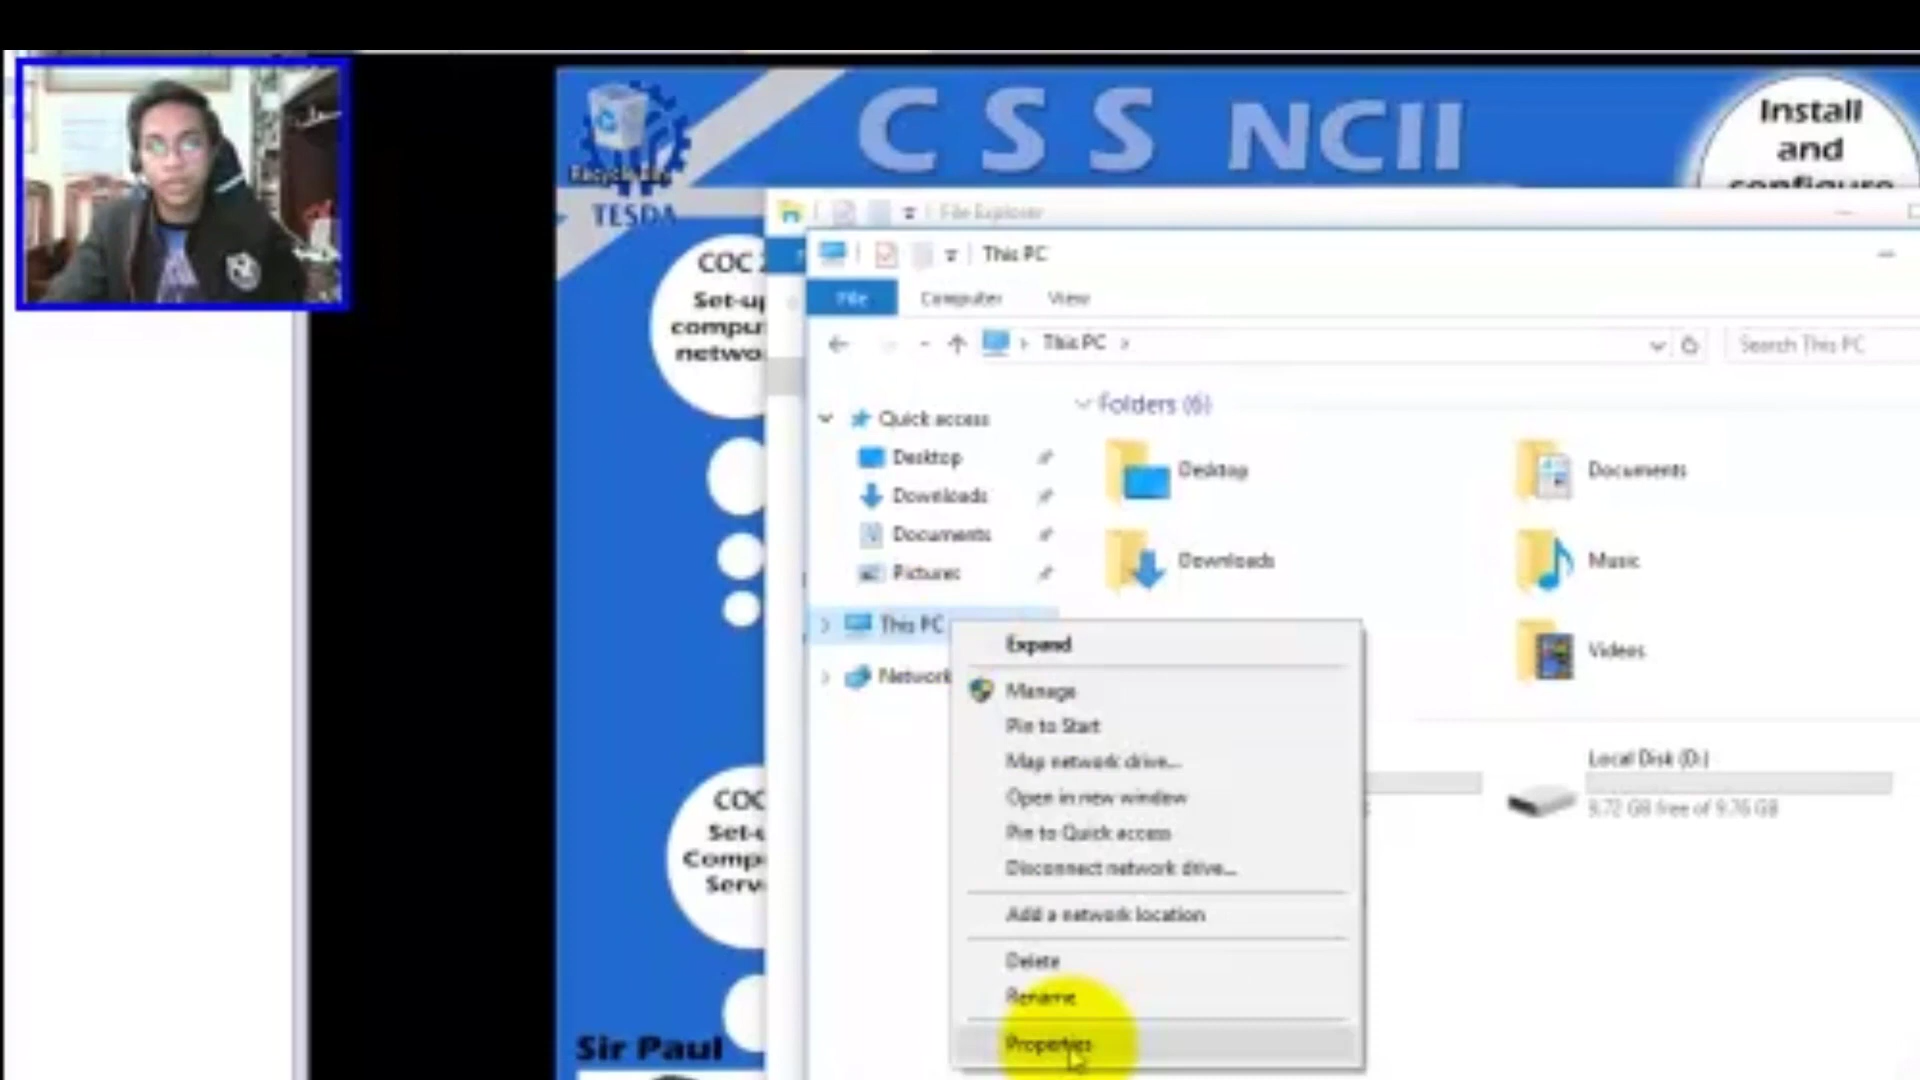 CSS NCII
Install
and
configure
Recycle Bin
TESDA
File Explorer
COC
Set-up
compu
netwo
This PC
File
Computer
View
This PC
Search This PC
Quick access
Desktop
Downloads
Documents
Pictures
This PC
Network
Folders (6)
Desktop
Documents
Downloads
Music
Videos
Local Disk (D:)
9.72 GB free of 9.76 GB
Expand
Manage
Pin to Start
Map network drive...
Open in new window
Pin to Quick access
Disconnect network drive...
Add a network location
Delete
Rename
Properties
COC
Set-u
Compu
Serv
Sir Paul